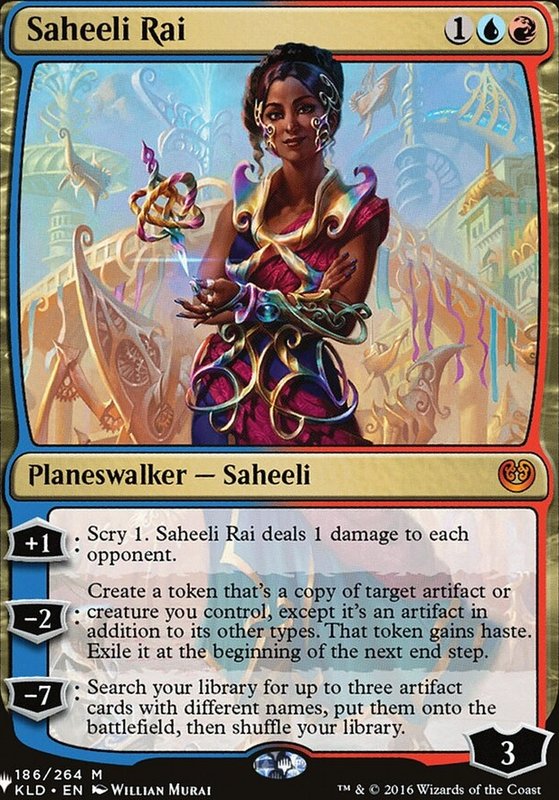 Saheeli Rai 1
Planeswalker — Saheeli
+1 : Scry 1. Saheeli Rai deals 1 damage to each
opponent.
Create a token that's a copy of target artifact or
−2 : creature you control, except it's an artifact in
addition to its other types. That token gains haste.
Exile it at the beginning of the next end step.
−7 : Search your library for up to three artifact
cards with different names, put them onto the
battlefield, then shuffle your library.
3
186/264 M
KLD • EN Willian Murai
™ & © 2016 Wizards of the Coast